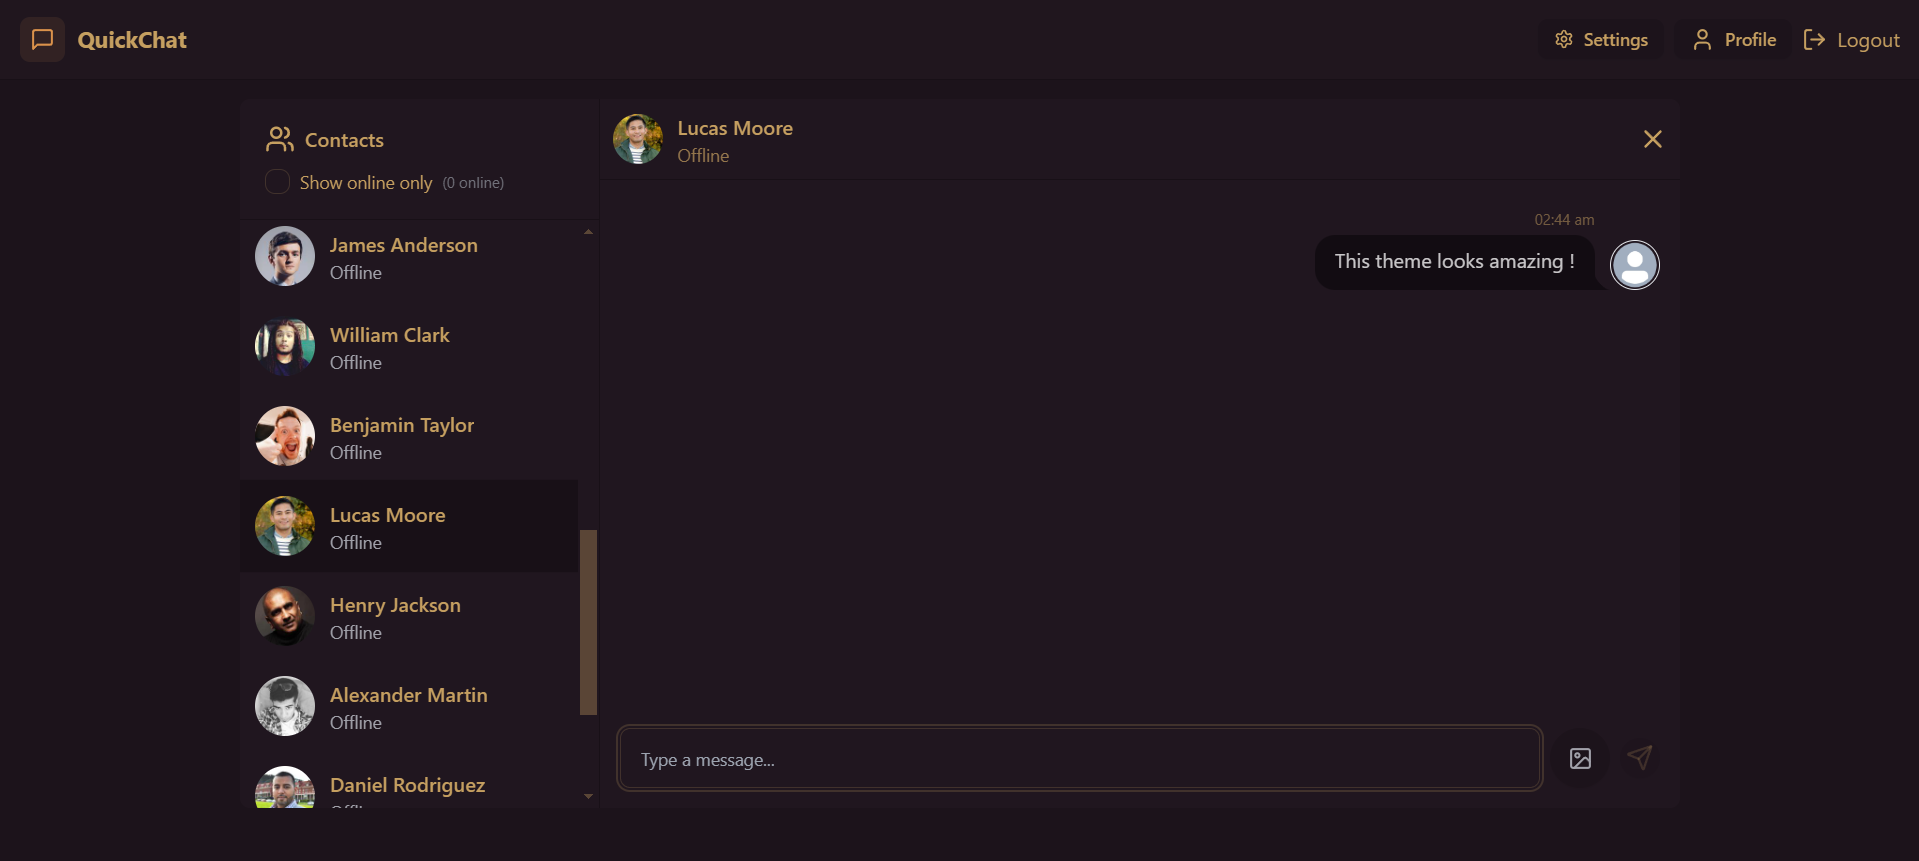 QuickChat
Settings
Profile
Logout
Contacts
Show online only (0 online)
James Anderson
Offline
William Clark
Offline
Benjamin Taylor
Offline
Lucas Moore
Offline
Henry Jackson
Offline
Alexander Martin
Offline
Daniel Rodriguez
Lucas Moore
Offline
02:44 am
This theme looks amazing !
Type a message...